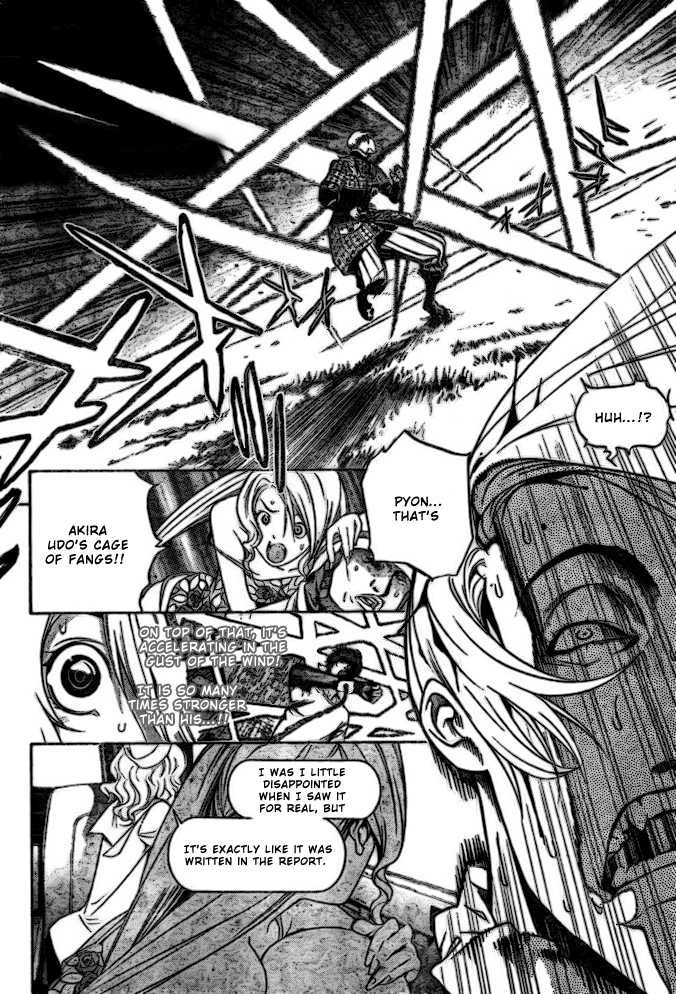 HUH...!?
PYON...
THAT'S
AKIRA
UDO'S CAGE
OF FANGS!!
ON TOP OF THAT, IT'S
ACCELERATING IN THE
GUST OF THE WIND!
IT IS SO MANY
TIMES STRONGER
THAN HIS...!!
I WAS I LITTLE
DISAPPOINTED
WHEN I SAW IT
FOR REAL, BUT
IT'S EXACTLY LIKE IT WAS
WRITTEN IN THE REPORT.